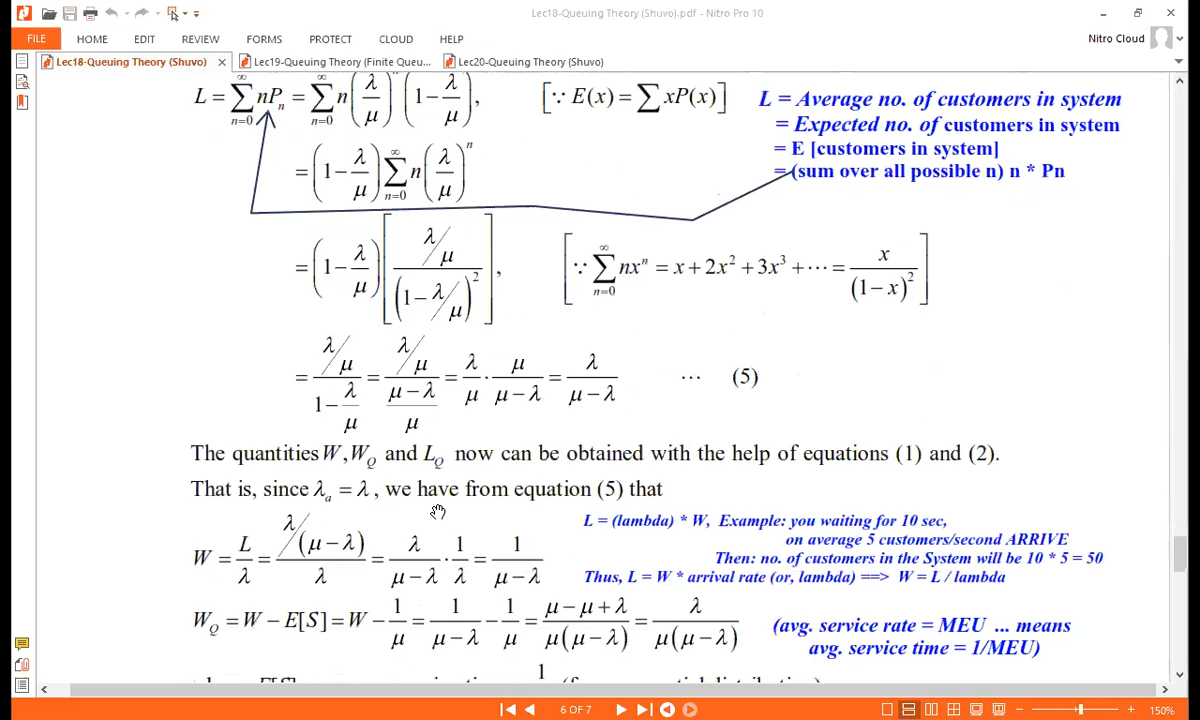 Lec18-Queuing Theory (Shuvo).pdf - Nitro Pro 10
FILE HOME EDIT REVIEW FORMS PROTECT CLOUD HELP
Nitro Cloud
Lec18-Queuing Theory (Shuvo) × Lec19-Queuing Theory (Finite Queu... Lec20-Queuing Theory (Shuvo)
L = ∑_{n=0}^{∞} nP_n = ∑_{n=0}^{∞} n(λ/μ)^n (1 − λ/μ), [∵ E(x) = ∑ xP(x)]
L = Average no. of customers in system
= Expected no. of customers in system
= E [customers in system]
= (sum over all possible n) n * Pn
= (1 − λ/μ) ∑_{n=0}^{∞} n(λ/μ)^n
= (1 − λ/μ) [ (λ/μ) / (1 − λ/μ)^2 ], [∵ ∑_{n=0}^{∞} nx^n = x + 2x^2 + 3x^3 + ⋯ = x/(1 − x)^2]
= (λ/μ)/(1 − λ/μ) = (λ/μ)/((μ − λ)/μ) = λ/μ · μ/(μ − λ) = λ/(μ − λ) ⋯ (5)
The quantities W, W_Q and L_Q now can be obtained with the help of equations (1) and (2).
That is, since λ_a = λ, we have from equation (5) that
L = (lambda) * W, Example: you waiting for 10 sec,
on average 5 customers/second ARRIVE
Then: no. of customers in the System will be 10 * 5 = 50
Thus, L = W * arrival rate (or, lambda) ==> W = L / lambda
W = L/λ = (λ/(μ − λ))/λ = λ/(μ − λ) · 1/λ = 1/(μ − λ)
W_Q = W − E[S] = W − 1/μ = 1/(μ − λ) − 1/μ = (μ − μ + λ)/(μ(μ − λ)) = λ/(μ(μ − λ))
(avg. service rate = MEU ... means
avg. service time = 1/MEU)
6 OF 7
150%